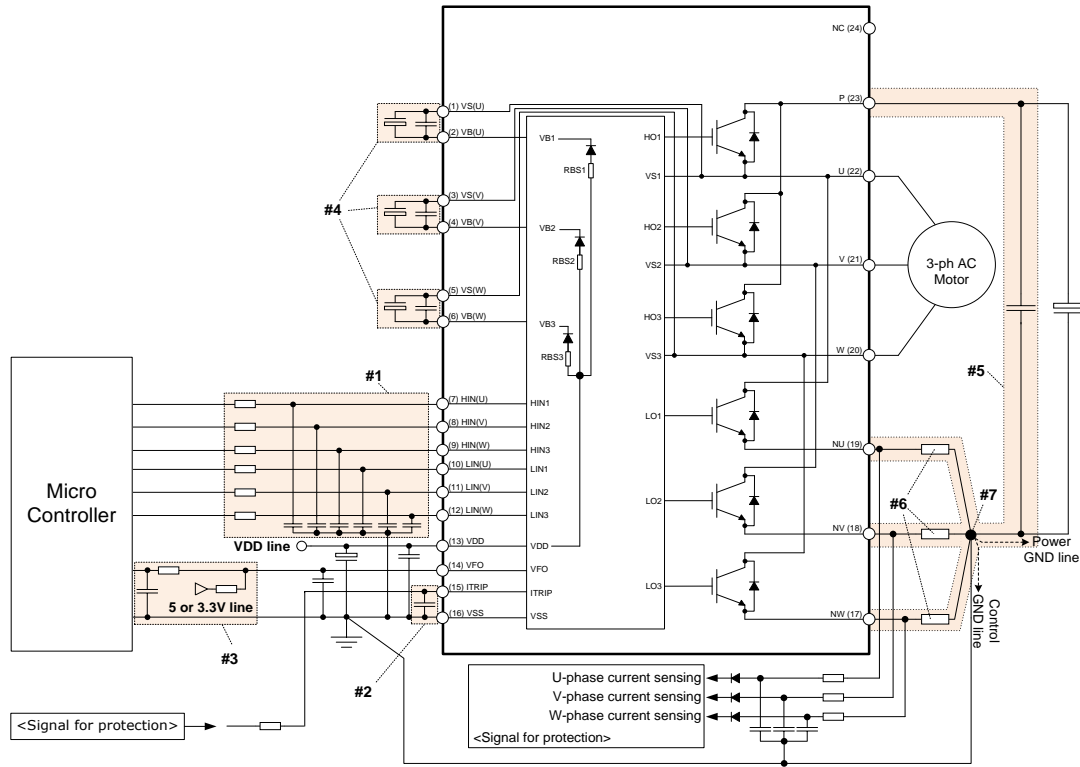 NC (24)
P (23)
(1) VS(U)
(2) VB(U)
VB1
RBS1
HO1
VS1
U (22)
#4
(3) VS(V)
(4) VB(V)
VB2
RBS2
HO2
VS2
V (21)
3-ph AC
Motor
(5) VS(W)
(6) VB(W)
VB3
RBS3
HO3
VS3
W (20)
#5
#1
(7) HIN(U)
HIN1
(8) HIN(V)
HIN2
(9) HIN(W)
HIN3
(10) LIN(U)
LIN1
(11) LIN(V)
LIN2
(12) LIN(W)
LIN3
LO1
NU (19)
#6
#7
LO2
NV (18)
Power
GND line
Control
GND line
LO3
NW (17)
Micro
Controller
VDD line
(13) VDD
VDD
(14) VFO
VFO
(15) ITRIP
ITRIP
(16) VSS
VSS
5 or 3.3V line
#3
#2
<Signal for protection>
U-phase current sensing
V-phase current sensing
W-phase current sensing
<Signal for protection>